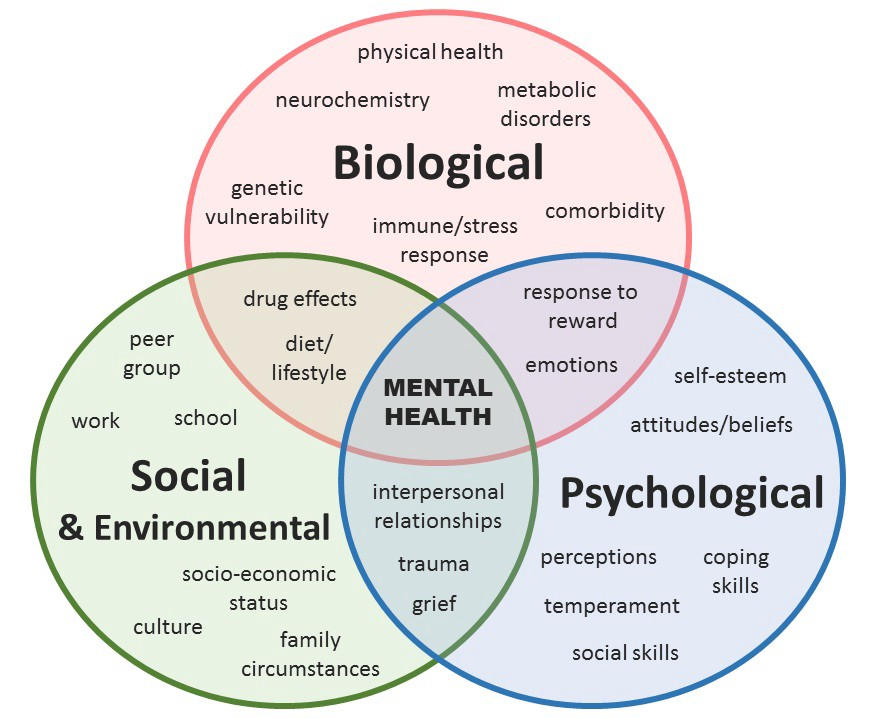 physical health
neurochemistry
metabolic
disorders
Biological
genetic
vulnerability
immune/stress
response
comorbidity
drug effects
diet/
lifestyle
response to
reward
emotions
MENTAL
HEALTH
peer
group
work
school
Social
& Environmental
socio-economic
status
culture
family
circumstances
interpersonal
relationships
trauma
grief
self-esteem
attitudes/beliefs
Psychological
perceptions
coping
skills
temperament
social skills